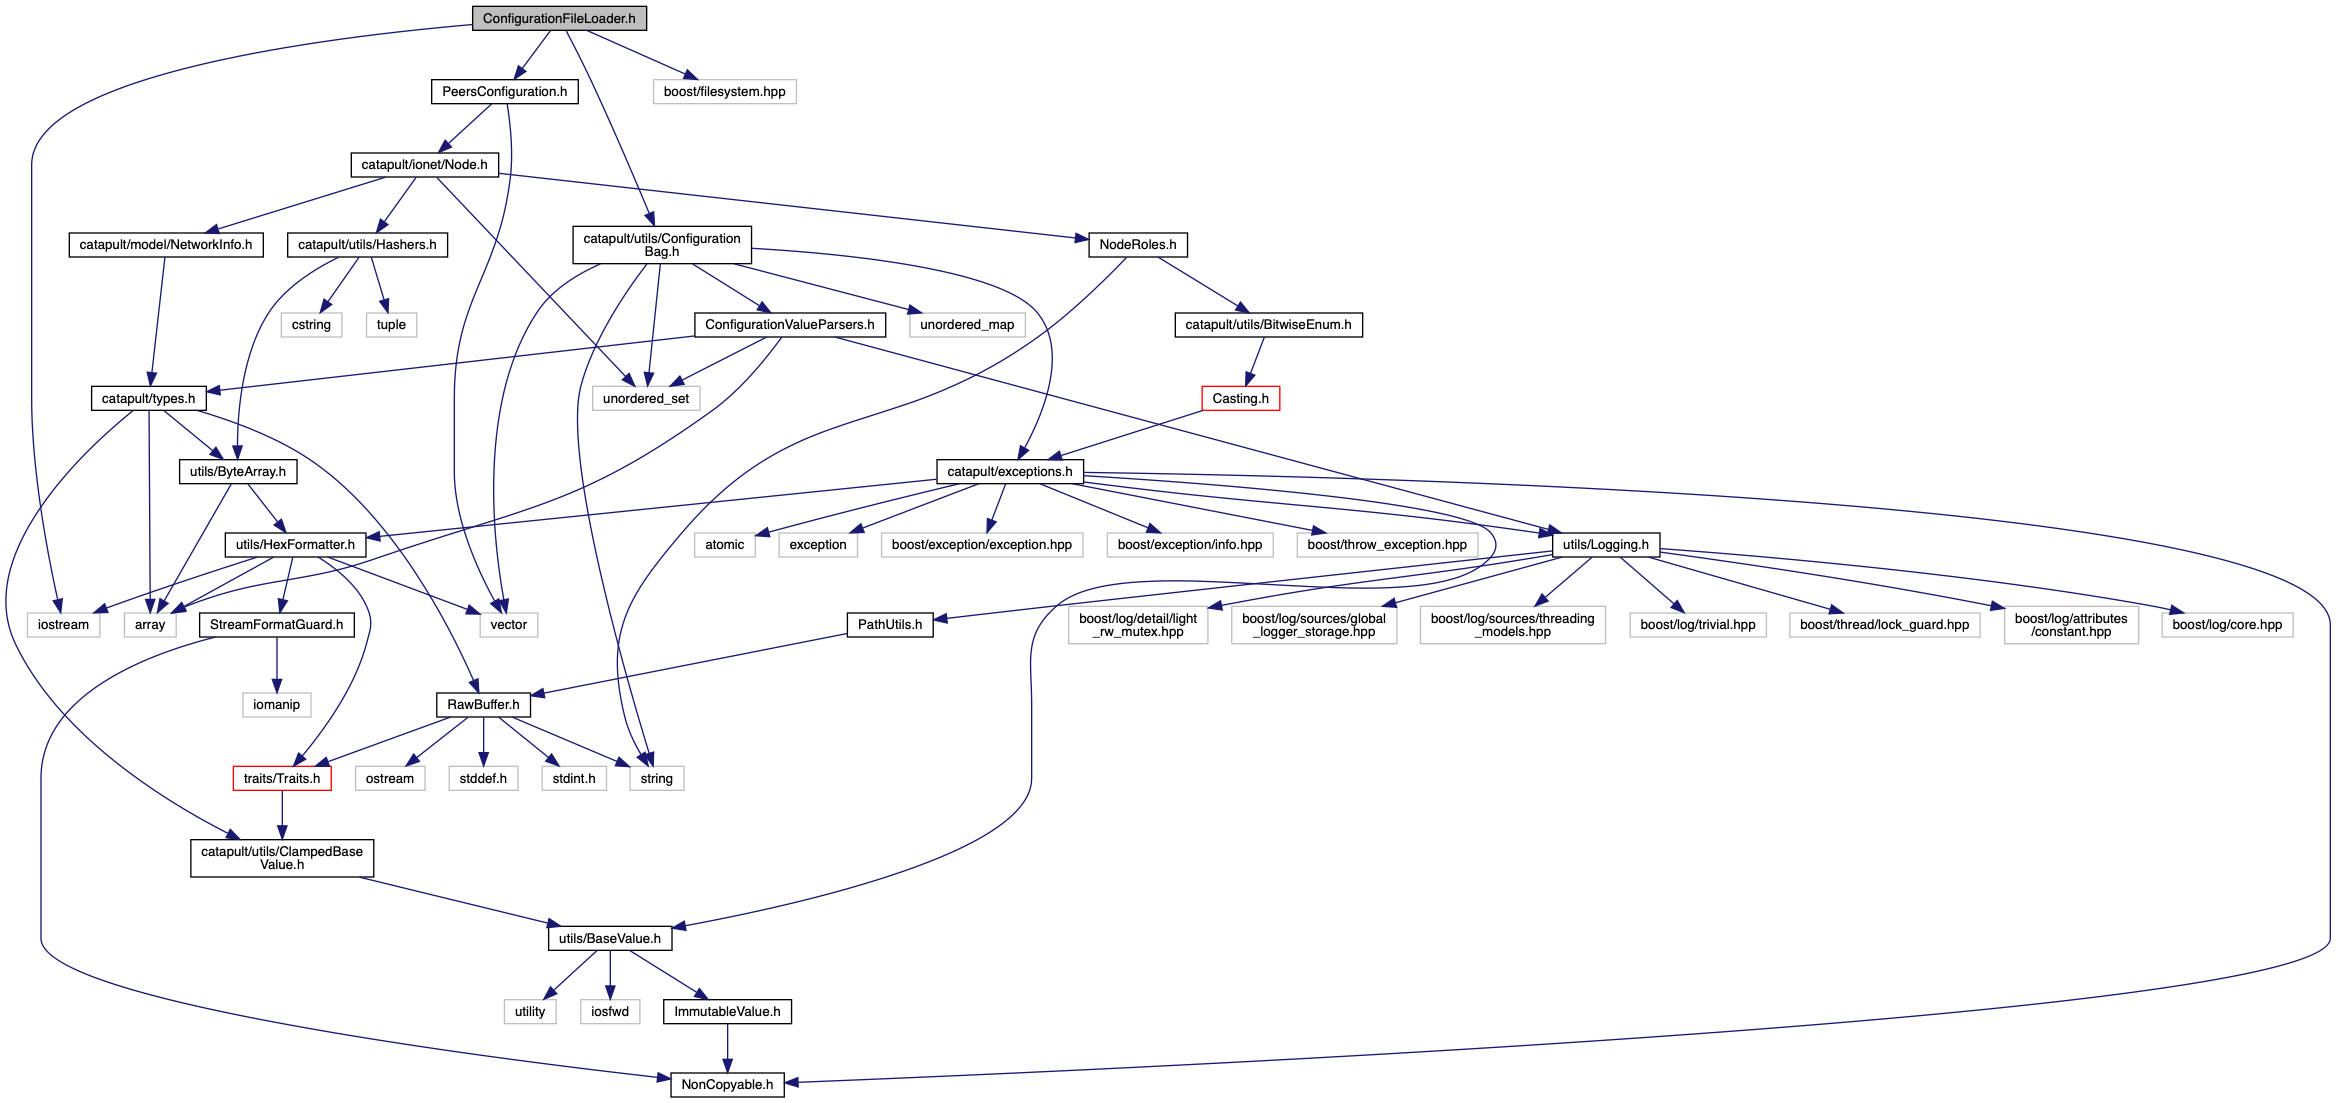 ConfigurationFileLoader.h
PeersConfiguration.h
boost/filesystem.hpp
catapult/ionet/Node.h
catapult/model/NetworkInfo.h
catapult/utils/Hashers.h
catapult/utils/Configuration
Bag.h
NodeRoles.h
cstring
tuple
ConfigurationValueParsers.h
unordered_map
catapult/utils/BitwiseEnum.h
catapult/types.h
unordered_set
Casting.h
utils/ByteArray.h
catapult/exceptions.h
utils/HexFormatter.h
atomic
exception
boost/exception/exception.hpp
boost/exception/info.hpp
boost/throw_exception.hpp
utils/Logging.h
iostream
array
StreamFormatGuard.h
vector
PathUtils.h
boost/log/detail/light
_rw_mutex.hpp
boost/log/sources/global
_logger_storage.hpp
boost/log/sources/threading
_models.hpp
boost/log/trivial.hpp
boost/thread/lock_guard.hpp
boost/log/attributes
/constant.hpp
boost/log/core.hpp
iomanip
RawBuffer.h
traits/Traits.h
ostream
stddef.h
stdint.h
string
catapult/utils/ClampedBase
Value.h
utils/BaseValue.h
utility
iosfwd
ImmutableValue.h
NonCopyable.h